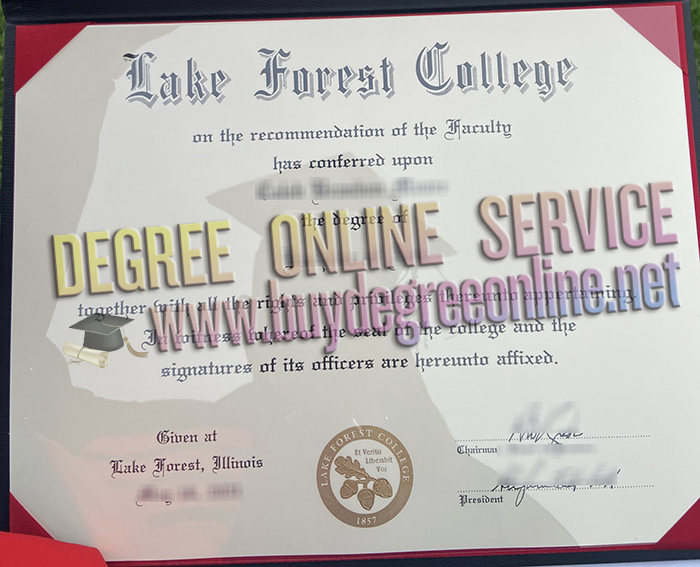 Lake Forest College
on the recommendation of the Faculty
has conferred upon
the degree of
DEGREE ONLINE SERVICE
together with all the rights and privileges thereunto appertaining.
www.buydegreeonline.net
In witness whereof the seal of the college and the
signatures of its officers are hereunto affixed.
Given at
Lake Forest, Illinois
LAKE FOREST COLLEGE
Et Veritas
Liberabit
Vos
1857
Chairman
President